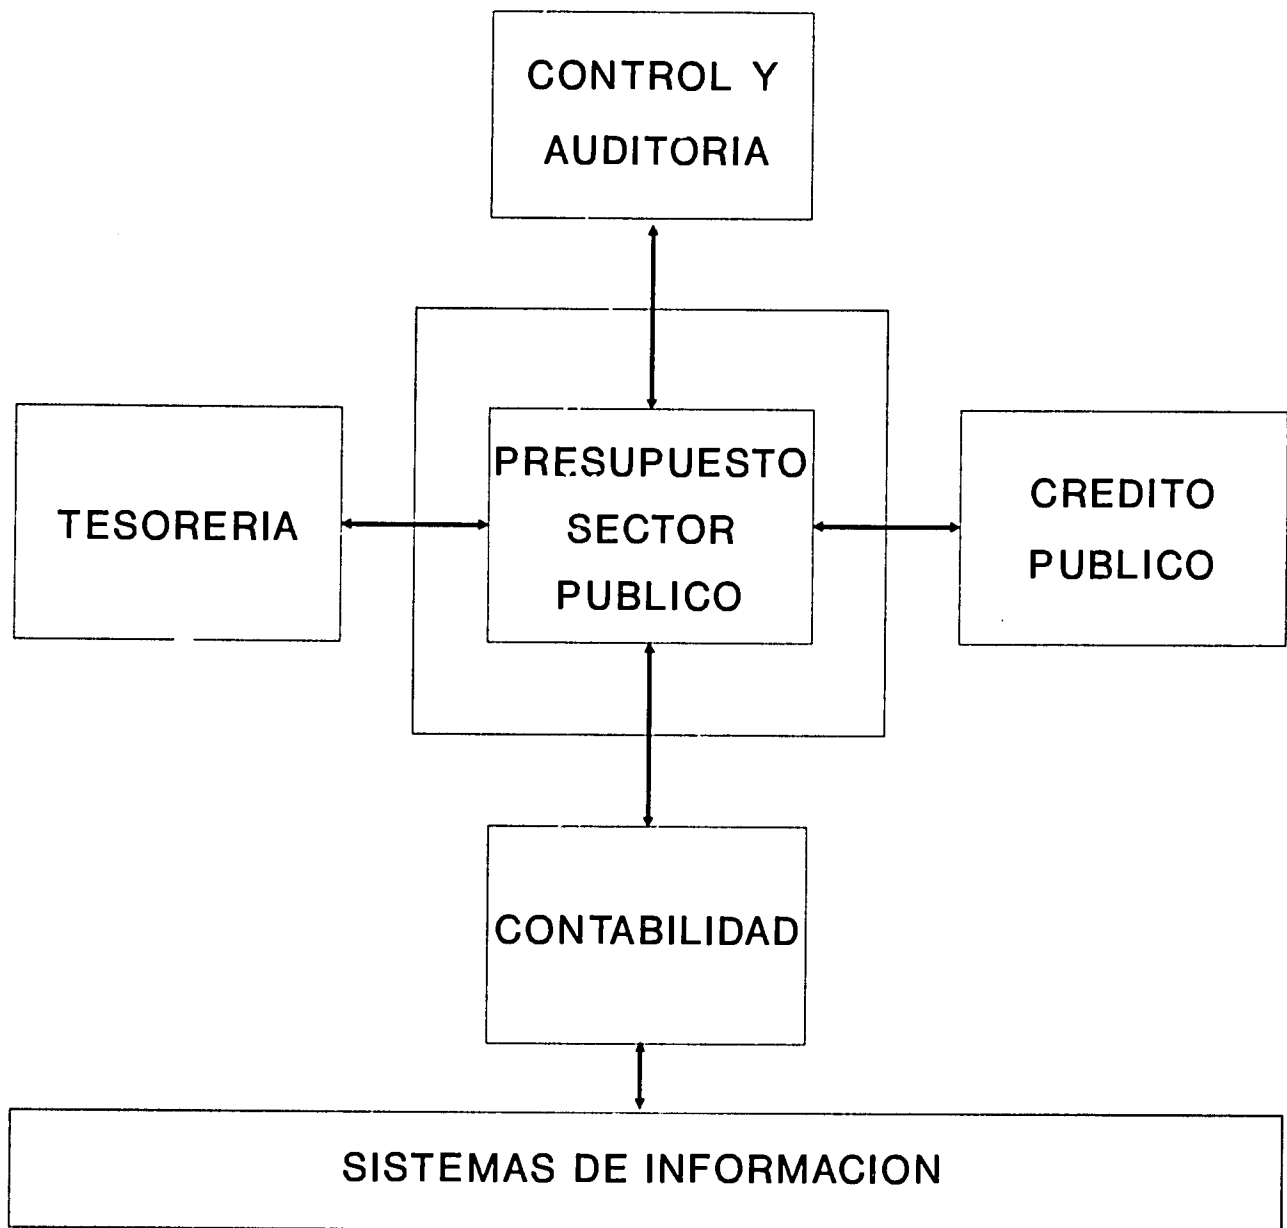 CONTROL Y
AUDITORIA
PRESUPUESTO
SECTOR
PUBLICO
TESORERIA
CREDITO
PUBLICO
CONTABILIDAD
SISTEMAS DE INFORMACION